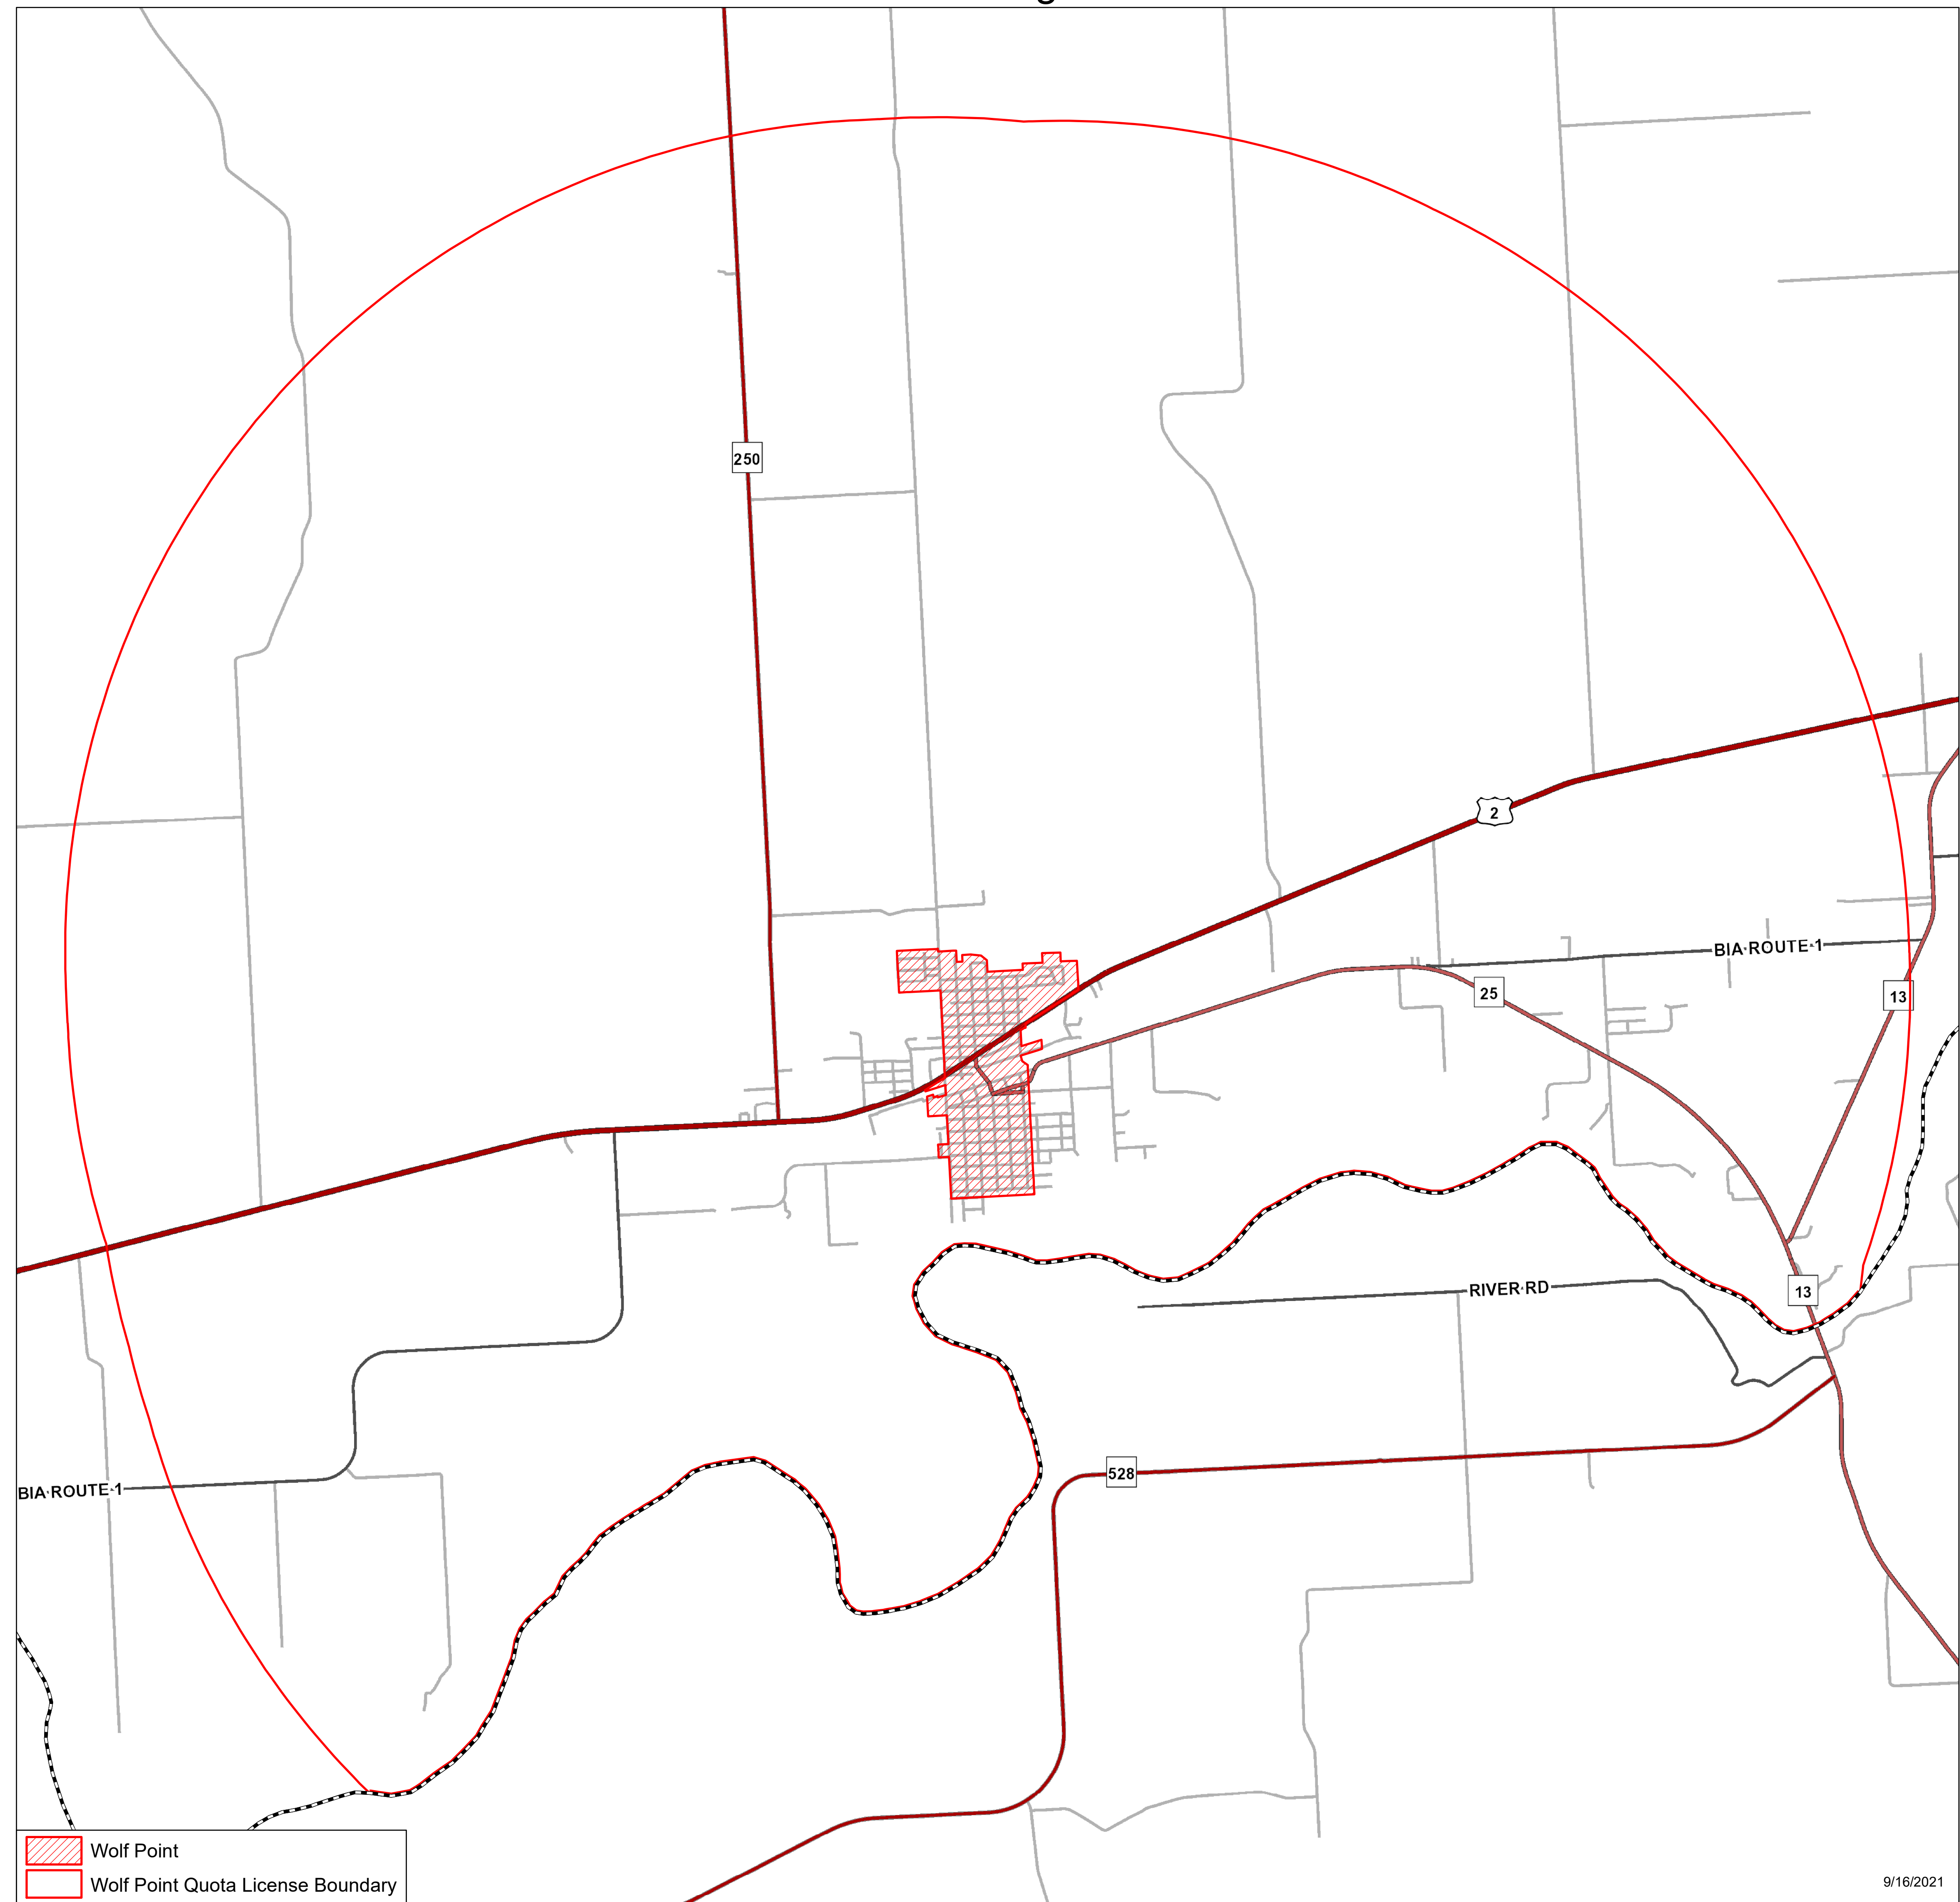 250
2
BIA ROUTE 1
25
13
RIVER RD
13
528
BIA ROUTE 1
Wolf Point
Wolf Point Quota License Boundary
9/16/2021